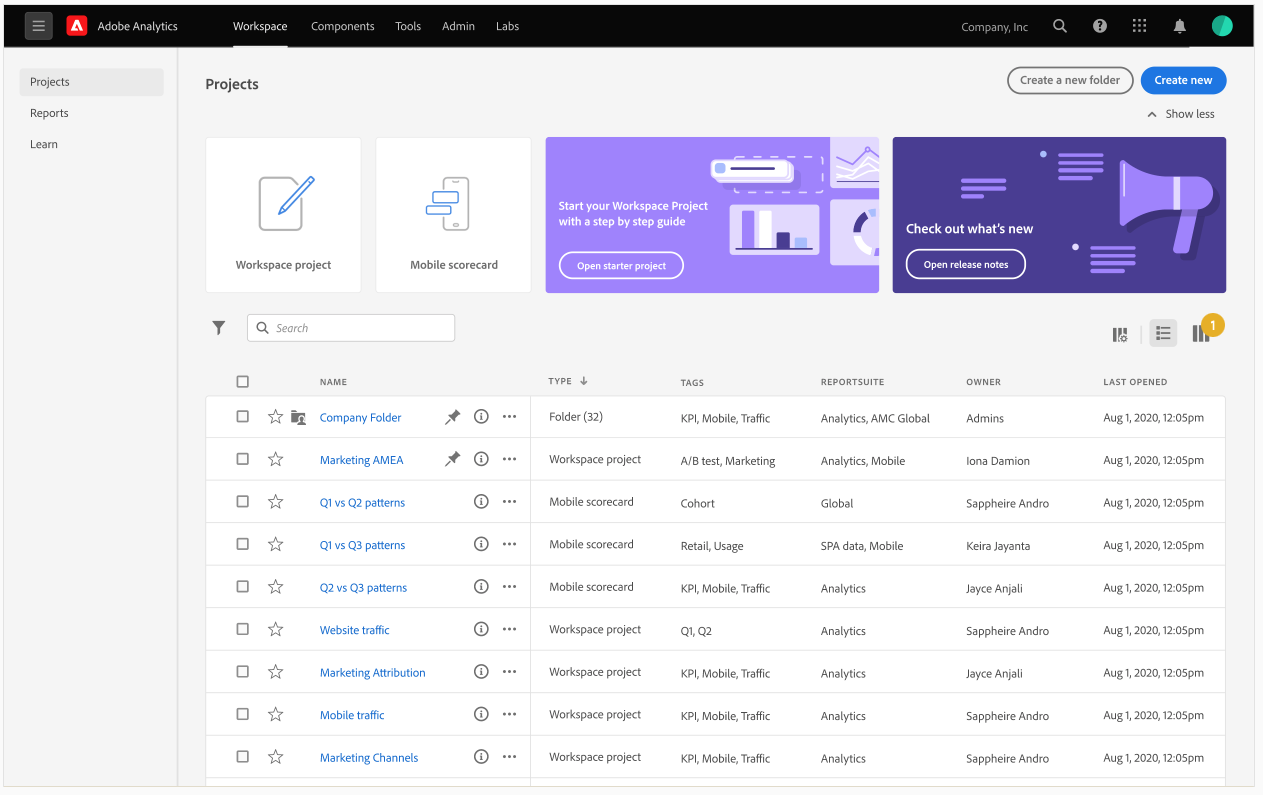 Adobe Analytics Workspace Components Tools Admin Labs Company, Inc
Projects
Reports
Learn
Projects
Create a new folder
Create new
Show less
Workspace project
Mobile scorecard
Start your Workspace Project
with a step by step guide
Open starter project
Check out what's new
Open release notes
Search
1
NAME TYPE TAGS REPORTSUITE OWNER LAST OPENED
Company Folder Folder (32) KPI, Mobile, Traffic Analytics, AMC Global Admins Aug 1, 2020, 12:05pm
Marketing AMEA Workspace project A/B test, Marketing Analytics, Mobile Iona Damion Aug 1, 2020, 12:05pm
Q1 vs Q2 patterns Mobile scorecard Cohort Global Sappheire Andro Aug 1, 2020, 12:05pm
Q1 vs Q3 patterns Mobile scorecard Retail, Usage SPA data, Mobile Keira Jayanta Aug 1, 2020, 12:05pm
Q2 vs Q3 patterns Mobile scorecard KPI, Mobile, Traffic Analytics Jayce Anjali Aug 1, 2020, 12:05pm
Website traffic Workspace project Q1, Q2 Analytics Sappheire Andro Aug 1, 2020, 12:05pm
Marketing Attribution Workspace project KPI, Mobile, Traffic Analytics Jayce Anjali Aug 1, 2020, 12:05pm
Mobile traffic Workspace project KPI, Mobile, Traffic Analytics Sappheire Andro Aug 1, 2020, 12:05pm
Marketing Channels Workspace project KPI, Mobile, Traffic Analytics Sappheire Andro Aug 1, 2020, 12:05pm